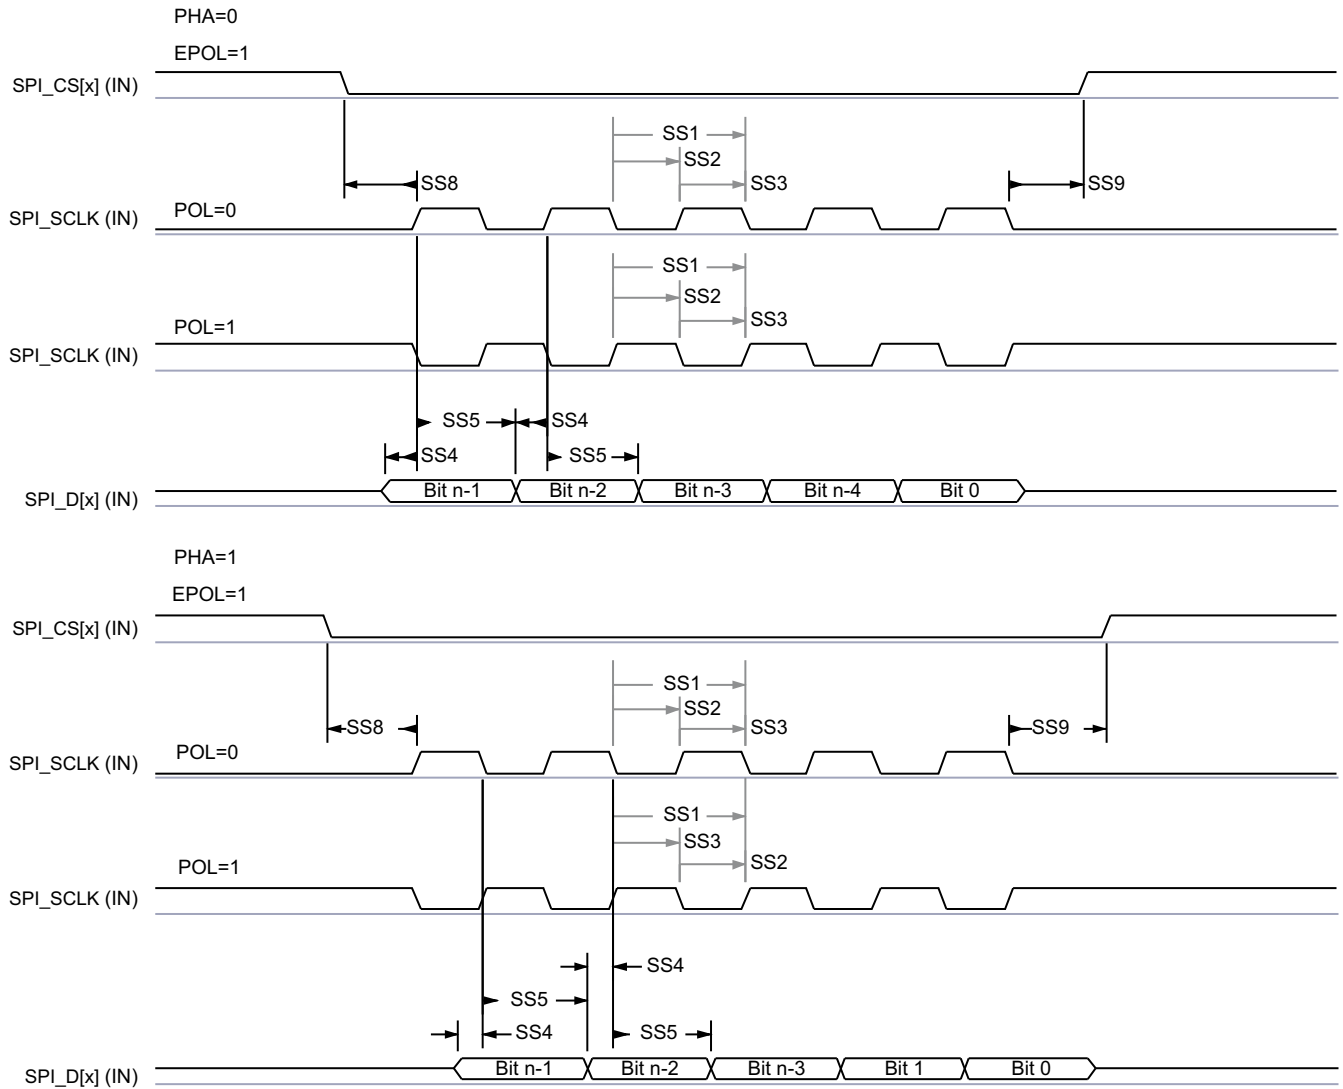 PHA=0
EPOL=1
SPI_CS[x] (IN)
SS1
SS2
SS8
SS3
SS9
POL=0
SPI_SCLK (IN)
SS1
SS2
SS3
POL=1
SPI_SCLK (IN)
SS5
SS4
SS4
SS5
SPI_D[x] (IN)
Bit n-1
Bit n-2
Bit n-3
Bit n-4
Bit 0
PHA=1
EPOL=1
SPI_CS[x] (IN)
SS1
SS2
SS8
SS3
SS9
POL=0
SPI_SCLK (IN)
SS1
SS3
SS2
POL=1
SPI_SCLK (IN)
SS4
SS5
SS4
SS5
SPI_D[x] (IN)
Bit n-1
Bit n-2
Bit n-3
Bit 1
Bit 0